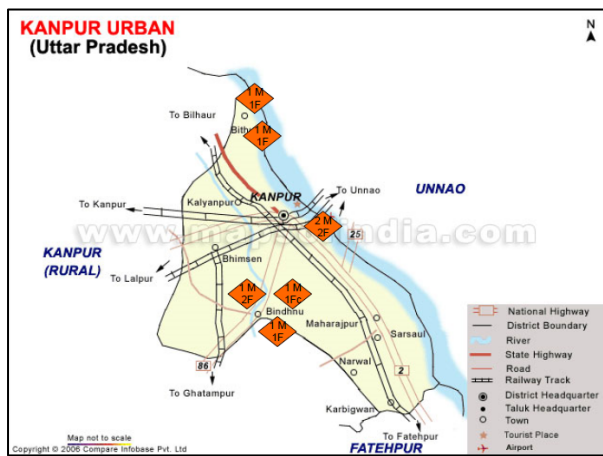 KANPUR URBAN
(Uttar Pradesh)
N
1 M
1F
To Bilhaur
Bith
1 M
1F
To Unnao
UNNAO
Kalyanpur
KANPUR
To Kanpur
2 M
2F
25
www.mapsofindia.com
KANPUR
(RURAL)
Bhimsen
To Lalpur
1 M
2F
1 M
1Fc
Bindhnu
1 M
1F
Maharajpur
Sarsaul
86
Narwal
2
To Ghatampur
Karbigwan
To Fatehpur
FATEHPUR
National Highway
District Boundary
River
State Highway
Road
Railway Track
District Headquarter
Taluk Headquarter
Town
Tourist Place
Airport
Map not to scale
Copyright © 2006 Compare Infobase Pvt. Ltd